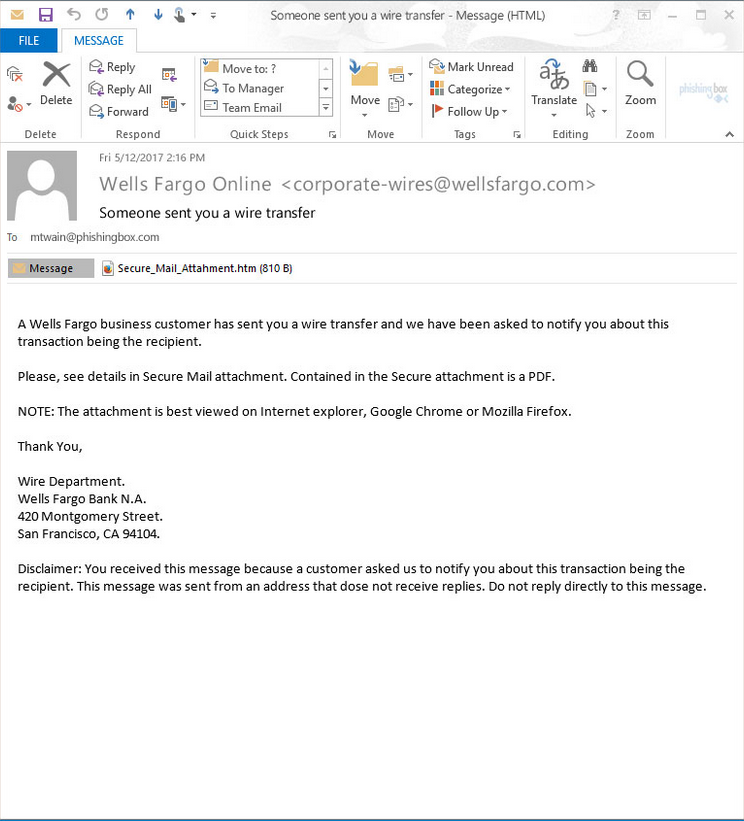 Someone sent you a wire transfer - Message (HTML)
?
FILE
MESSAGE
Delete
Reply
Reply All
Forward
Move to: ?
To Manager
Team Email
Move
Mark Unread
Categorize
Follow Up
Translate
Zoom
phishingbox
Delete
Respond
Quick Steps
Move
Tags
Editing
Zoom
Fri 5/12/2017 2:16 PM
Wells Fargo Online <corporate-wires@wellsfargo.com>
Someone sent you a wire transfer
To mtwain@phishingbox.com
Message
Secure_Mail_Attahment.htm (810 B)
A Wells Fargo business customer has sent you a wire transfer and we have been asked to notify you about this
transaction being the recipient.
Please, see details in Secure Mail attachment. Contained in the Secure attachment is a PDF.
NOTE: The attachment is best viewed on Internet explorer, Google Chrome or Mozilla Firefox.
Thank You,
Wire Department.
Wells Fargo Bank N.A.
420 Montgomery Street.
San Francisco, CA 94104.
Disclaimer: You received this message because a customer asked us to notify you about this transaction being the
recipient. This message was sent from an address that dose not receive replies. Do not reply directly to this message.